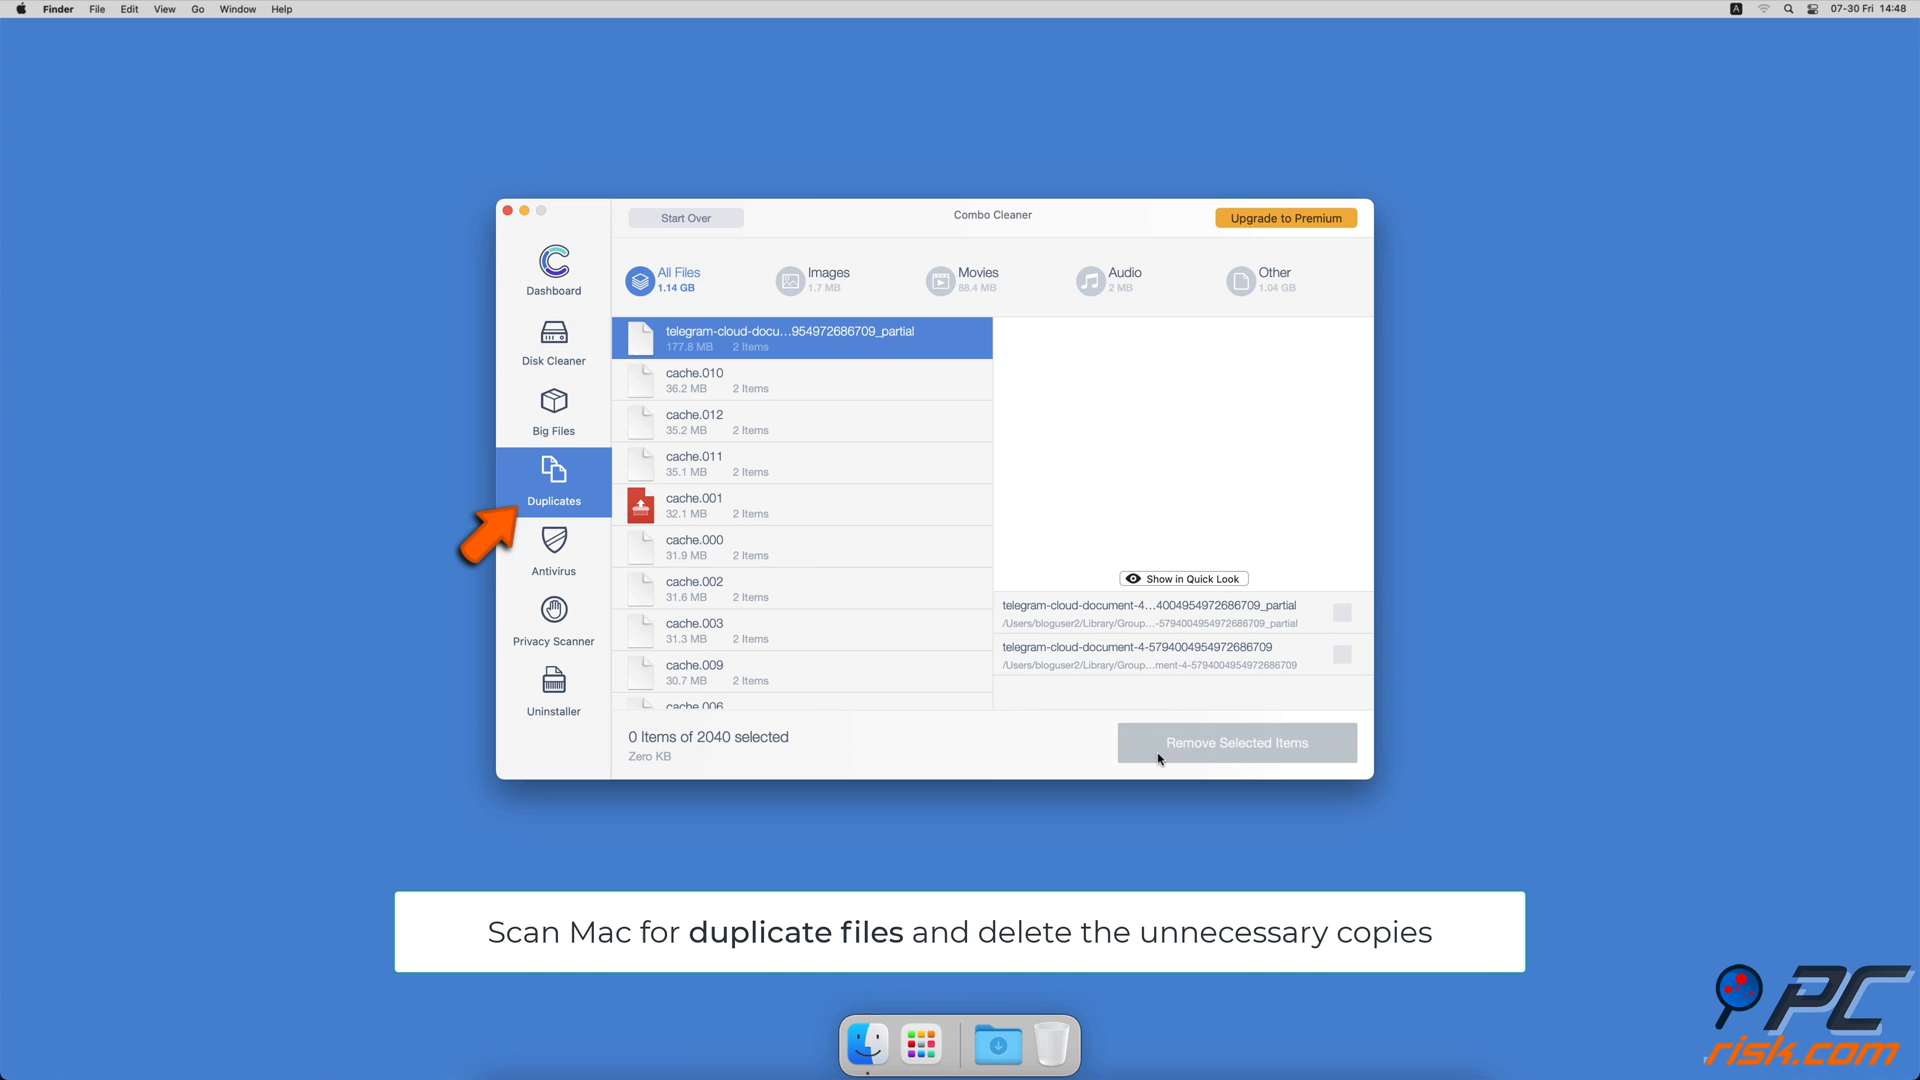 Finder File Edit View Go Window Help
A 07-30 Fri 14:48
Start Over
Combo Cleaner
Upgrade to Premium
Dashboard
Disk Cleaner
Big Files
Duplicates
Antivirus
Privacy Scanner
Uninstaller
All Files
1.14 GB
Images
1.7 MB
Movies
88.4 MB
Audio
2 MB
Other
1.04 GB
telegram-cloud-docu...954972686709_partial
177.8 MB 2 Items
cache.010
36.2 MB 2 Items
cache.012
35.2 MB 2 Items
cache.011
35.1 MB 2 Items
cache.001
32.1 MB 2 Items
cache.000
31.9 MB 2 Items
cache.002
31.6 MB 2 Items
cache.003
31.3 MB 2 Items
cache.009
30.7 MB 2 Items
cache.006
Show in Quick Look
telegram-cloud-document-4...4004954972686709_partial
/Users/bloguser2/Library/Group...-5794004954972686709_partial
telegram-cloud-document-4-5794004954972686709
/Users/bloguser2/Library/Group...ment-4-5794004954972686709
0 Items of 2040 selected
Zero KB
Remove Selected Items
Scan Mac for duplicate files and delete the unnecessary copies
PC
risk.com